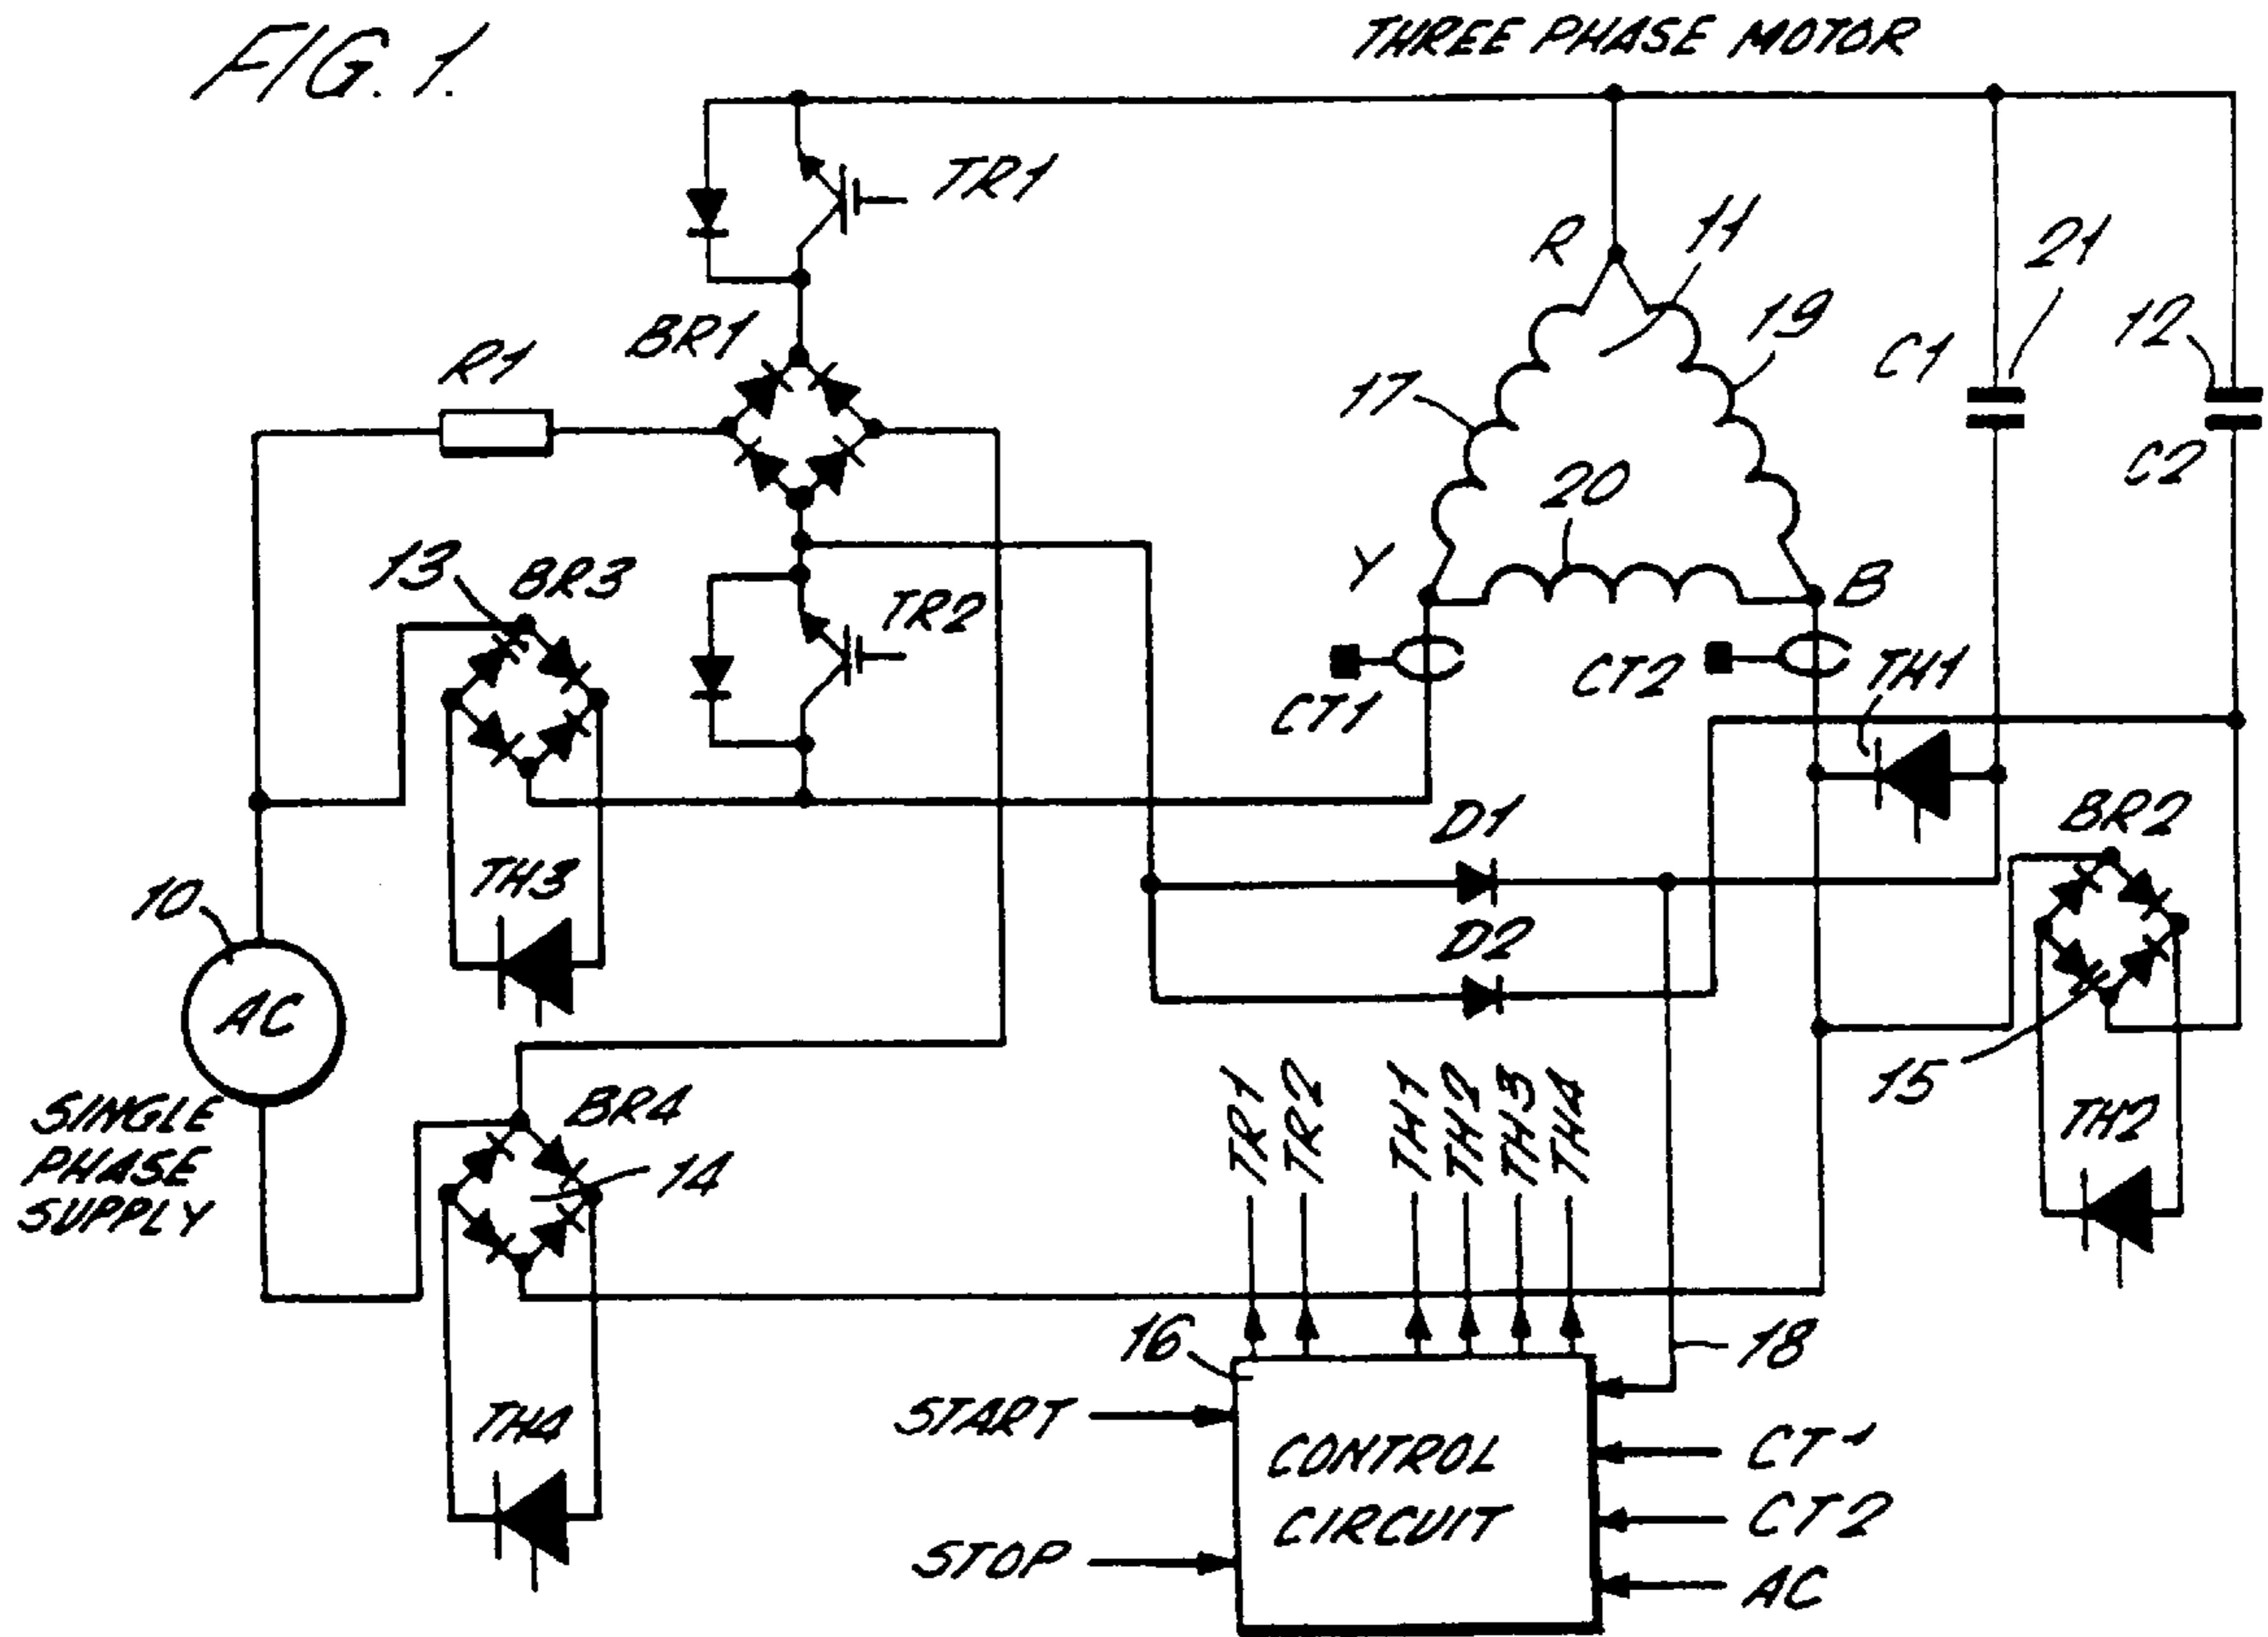 FIG. 1.
THREE PHASE MOTOR
TR1
R
11
21
BR1
19
12
R1
C1
17
C2
20
13
BR3
Y
B
TR2
CT1
CT2
TH1
D1
BR2
TH3
10
D2
AC
15
SINGLE
PHASE
SUPPLY
BR4
TR1
TR2
TH1
TH2
TH3
TH4
TH2
14
16
18
START
TH4
CONTROL
CIRCUIT
CT1
CT2
STOP
AC